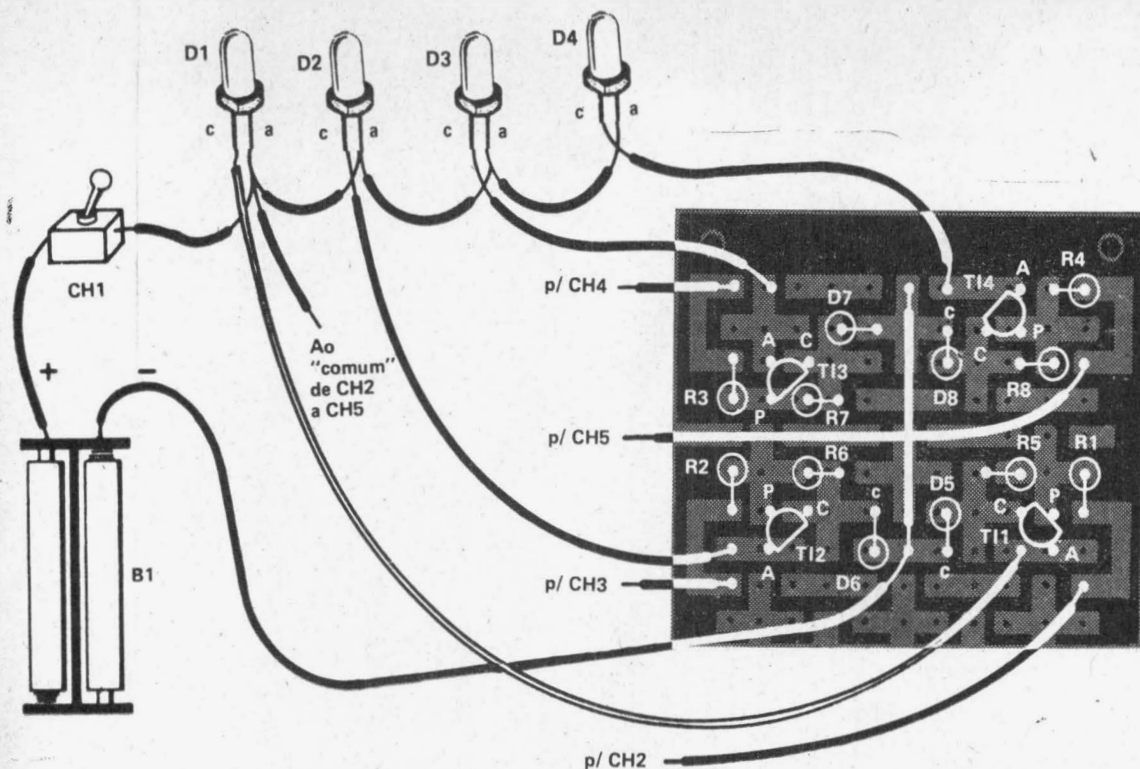 D1
D2
D3
D4
c a
c a
c a
c a
CH1
+ −
B1
Ao
"comum"
de CH2
a CH5
p/ CH4
p/ CH5
p/ CH3
p/ CH2
D7
TI4
A
R4
P
C
c
D8
R8
A
C
TI3
R3
P
R7
R2
R6
P
C
TI2
A
c
D6
D5
c
R5
R1
C
P
TI1
A